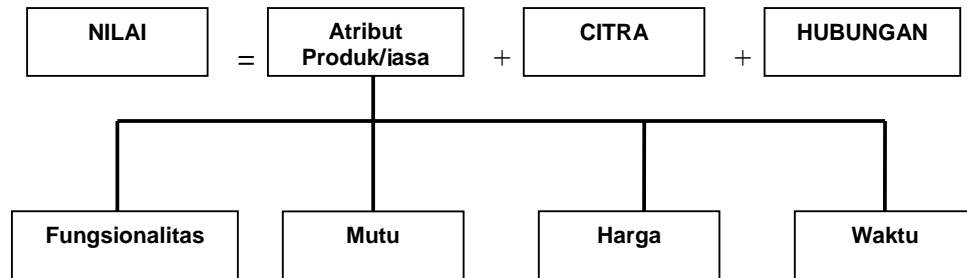 NILAI = Atribut Produk/jasa + CITRA + HUBUNGAN
Fungsionalitas Mutu Harga Waktu